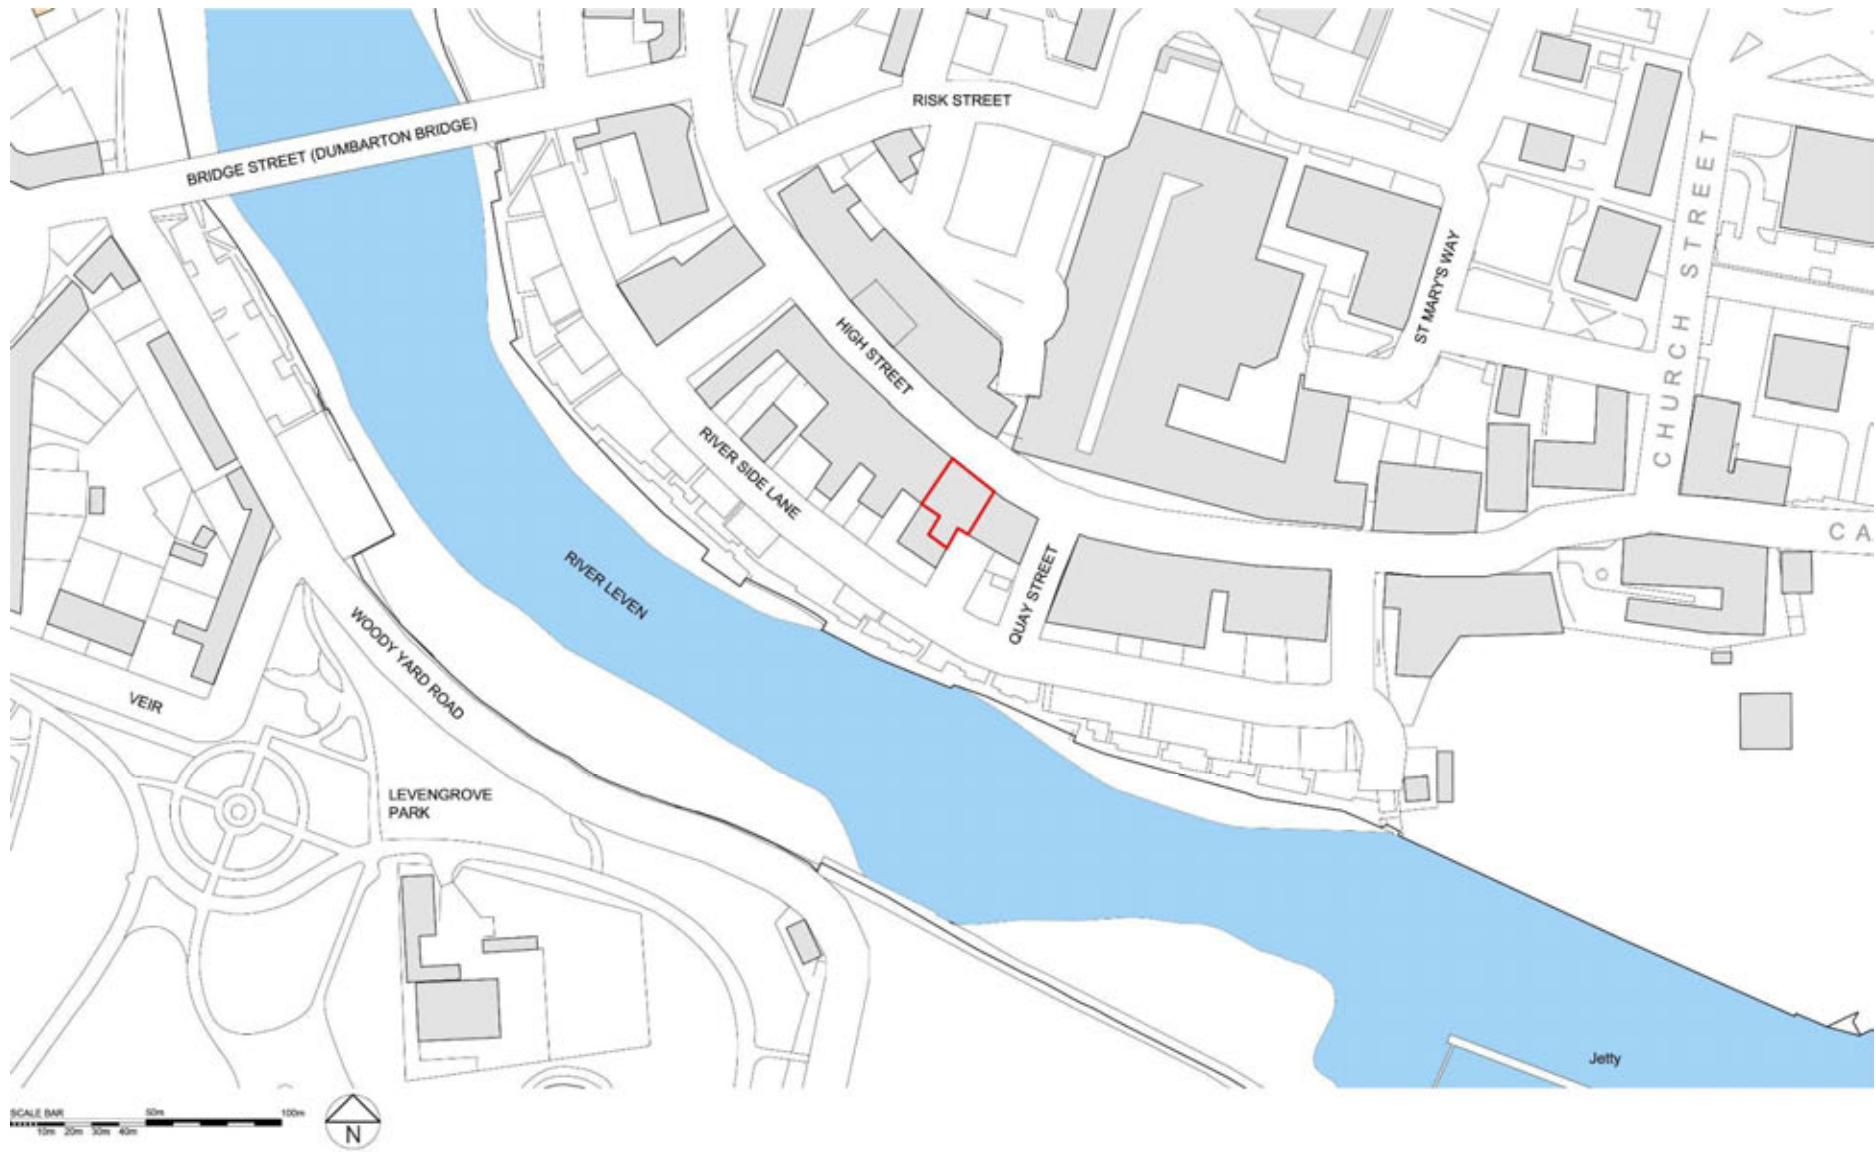 RISK STREET
BRIDGE STREET (DUMBARTON BRIDGE)
CHURCH STREET
ST MARY'S WAY
HIGH STREET
RIVER SIDE LANE
CA
QUAY STREET
RIVER LEVEN
WOODY YARD ROAD
VEIR
LEVENGROVE
PARK
Jetty
SCALE BAR 50m 100m
10m 20m 30m 40m
N